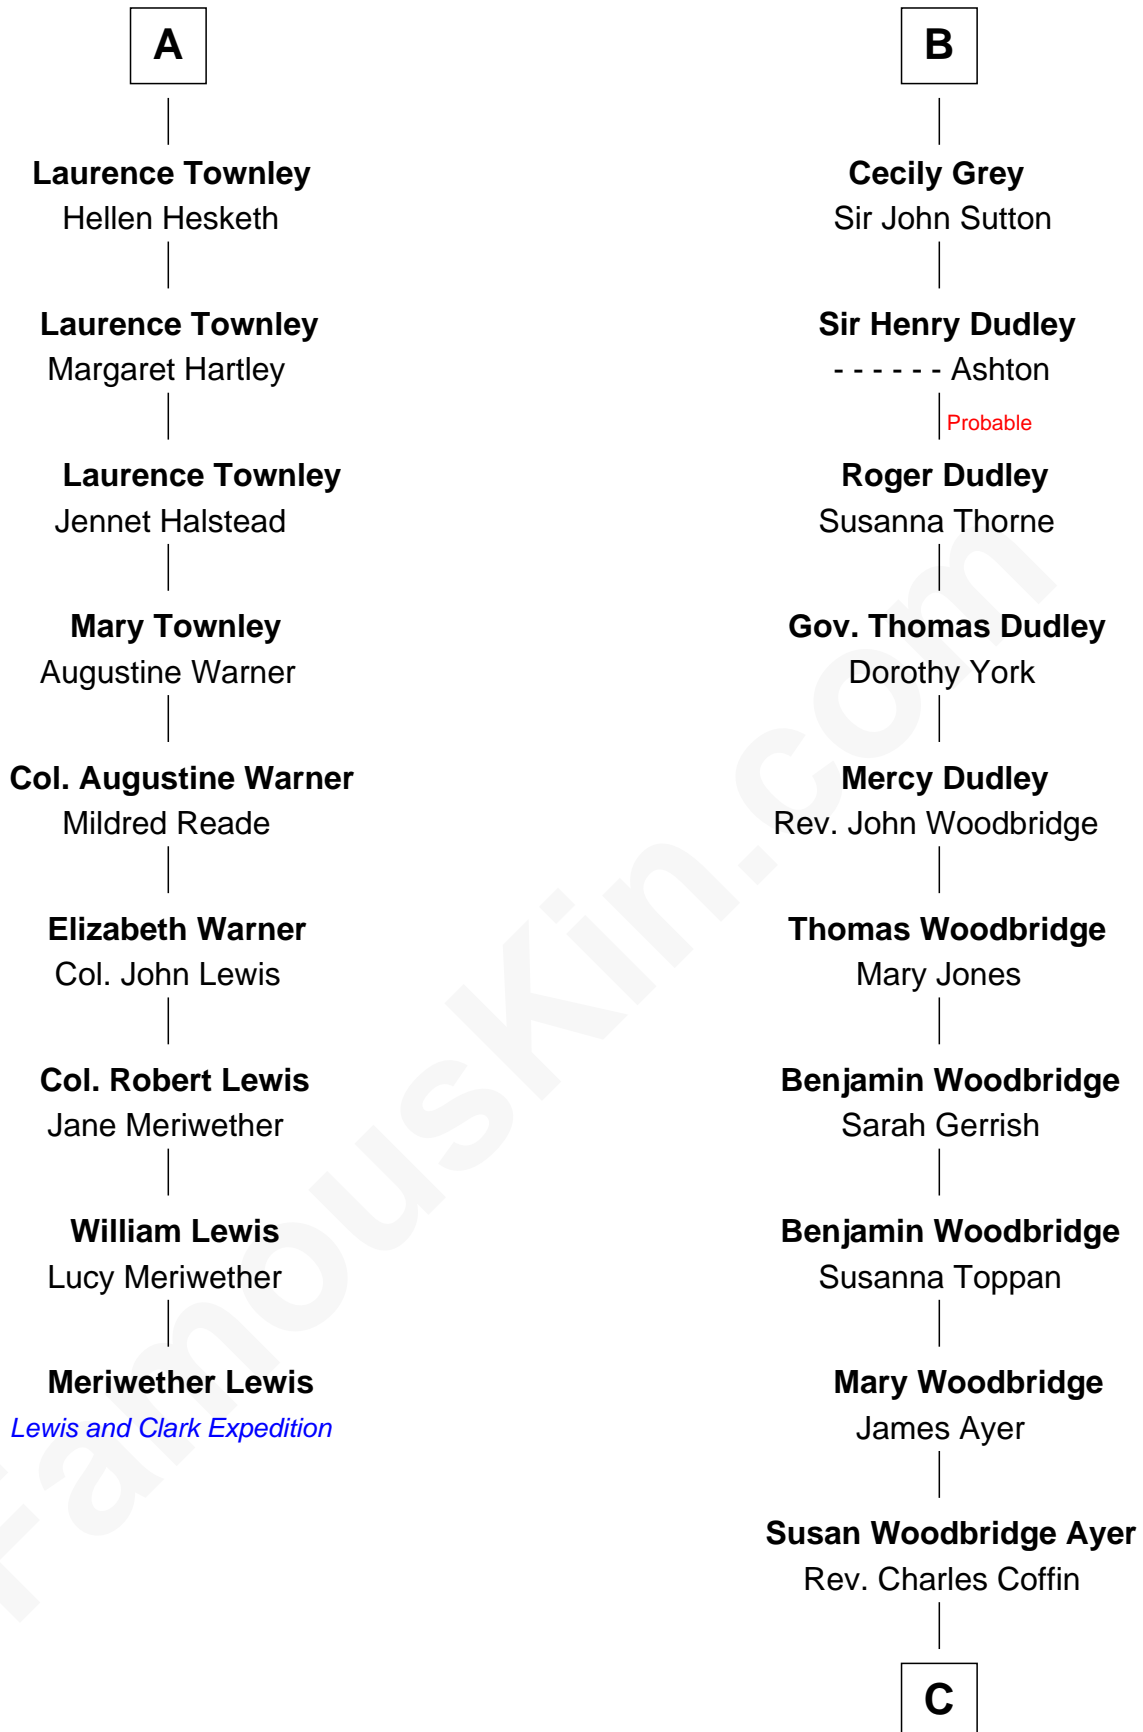 A
Laurence Townley
Hellen Hesketh
Laurence Townley
Margaret Hartley
Laurence Townley
Jennet Halstead
Mary Townley
Augustine Warner
Col. Augustine Warner
Mildred Reade
Elizabeth Warner
Col. John Lewis
Col. Robert Lewis
Jane Meriwether
William Lewis
Lucy Meriwether
Meriwether Lewis
Lewis and Clark Expedition
B
Cecily Grey
Sir John Sutton
Sir Henry Dudley
- - - - - - Ashton
Probable
Roger Dudley
Susanna Thorne
Gov. Thomas Dudley
Dorothy York
Mercy Dudley
Rev. John Woodbridge
Thomas Woodbridge
Mary Jones
Benjamin Woodbridge
Sarah Gerrish
Benjamin Woodbridge
Susanna Toppan
Mary Woodbridge
James Ayer
Susan Woodbridge Ayer
Rev. Charles Coffin
C
FamousKin.com